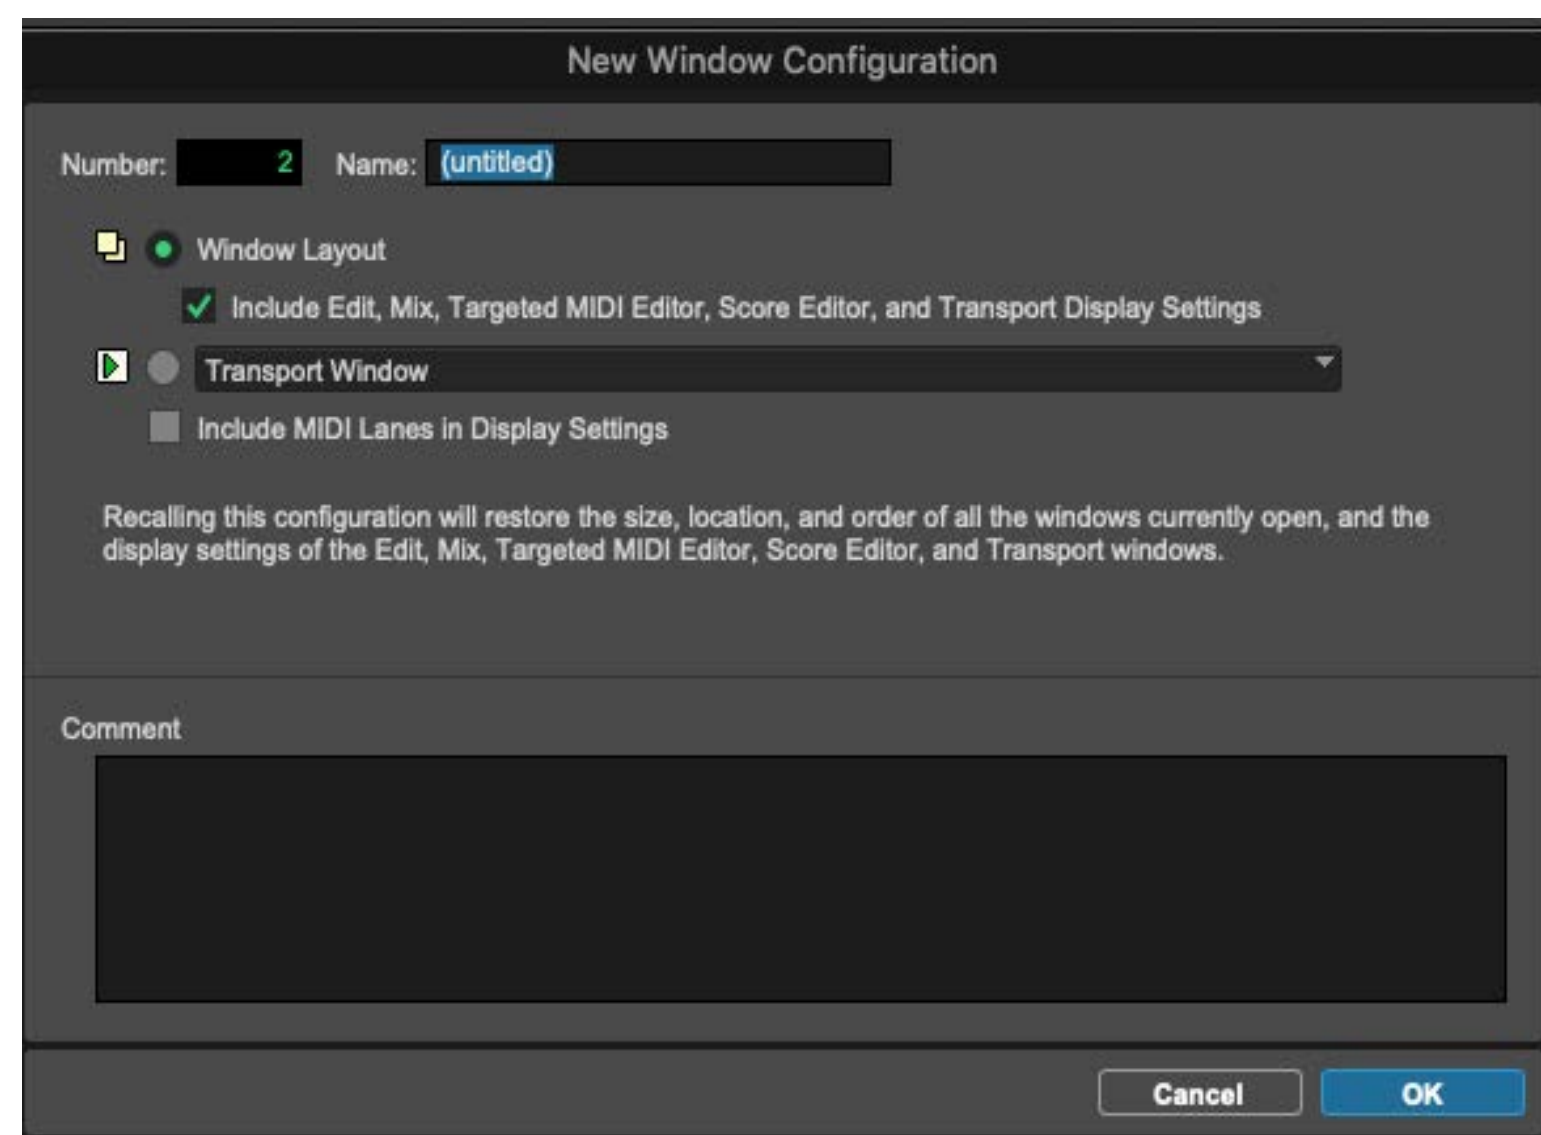 New Window Configuration
Number: 2 Name: (untitled)
Window Layout
Include Edit, Mix, Targeted MIDI Editor, Score Editor, and Transport Display Settings
Transport Window
Include MIDI Lanes in Display Settings
Recalling this configuration will restore the size, location, and order of all the windows currently open, and the
display settings of the Edit, Mix, Targeted MIDI Editor, Score Editor, and Transport windows.
Comment
Cancel OK